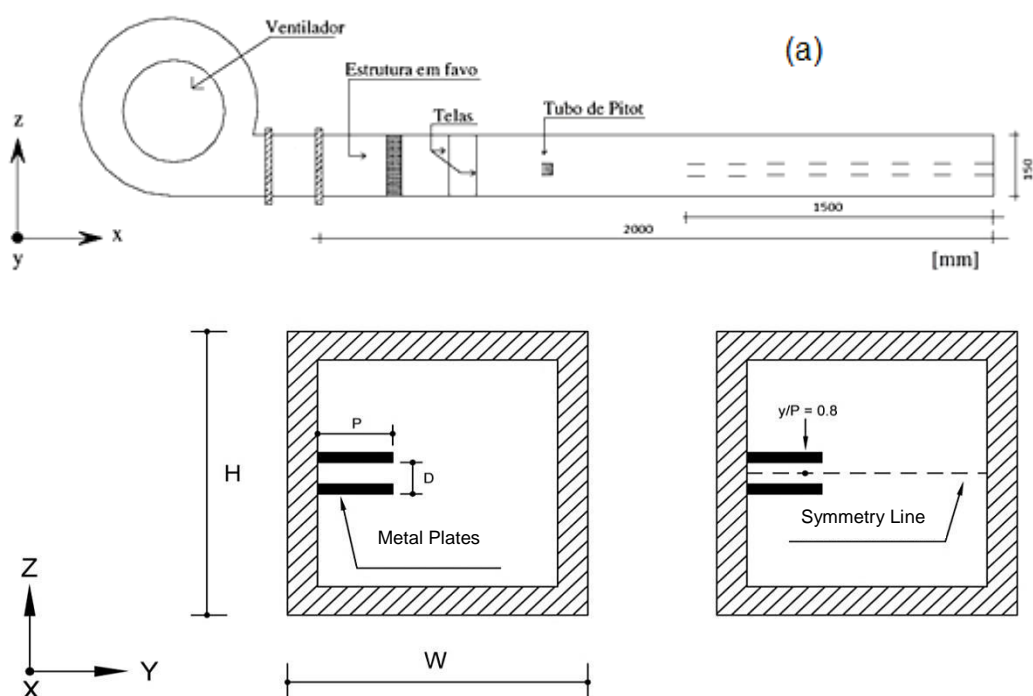 Ventilador
(a)
Estrutura em favo
Telas
Tubo de Pitot
z
x
y
150
1500
2000
[mm]
P
D
H
Metal Plates
W
Z
Y
X
y/P = 0.8
Symmetry Line